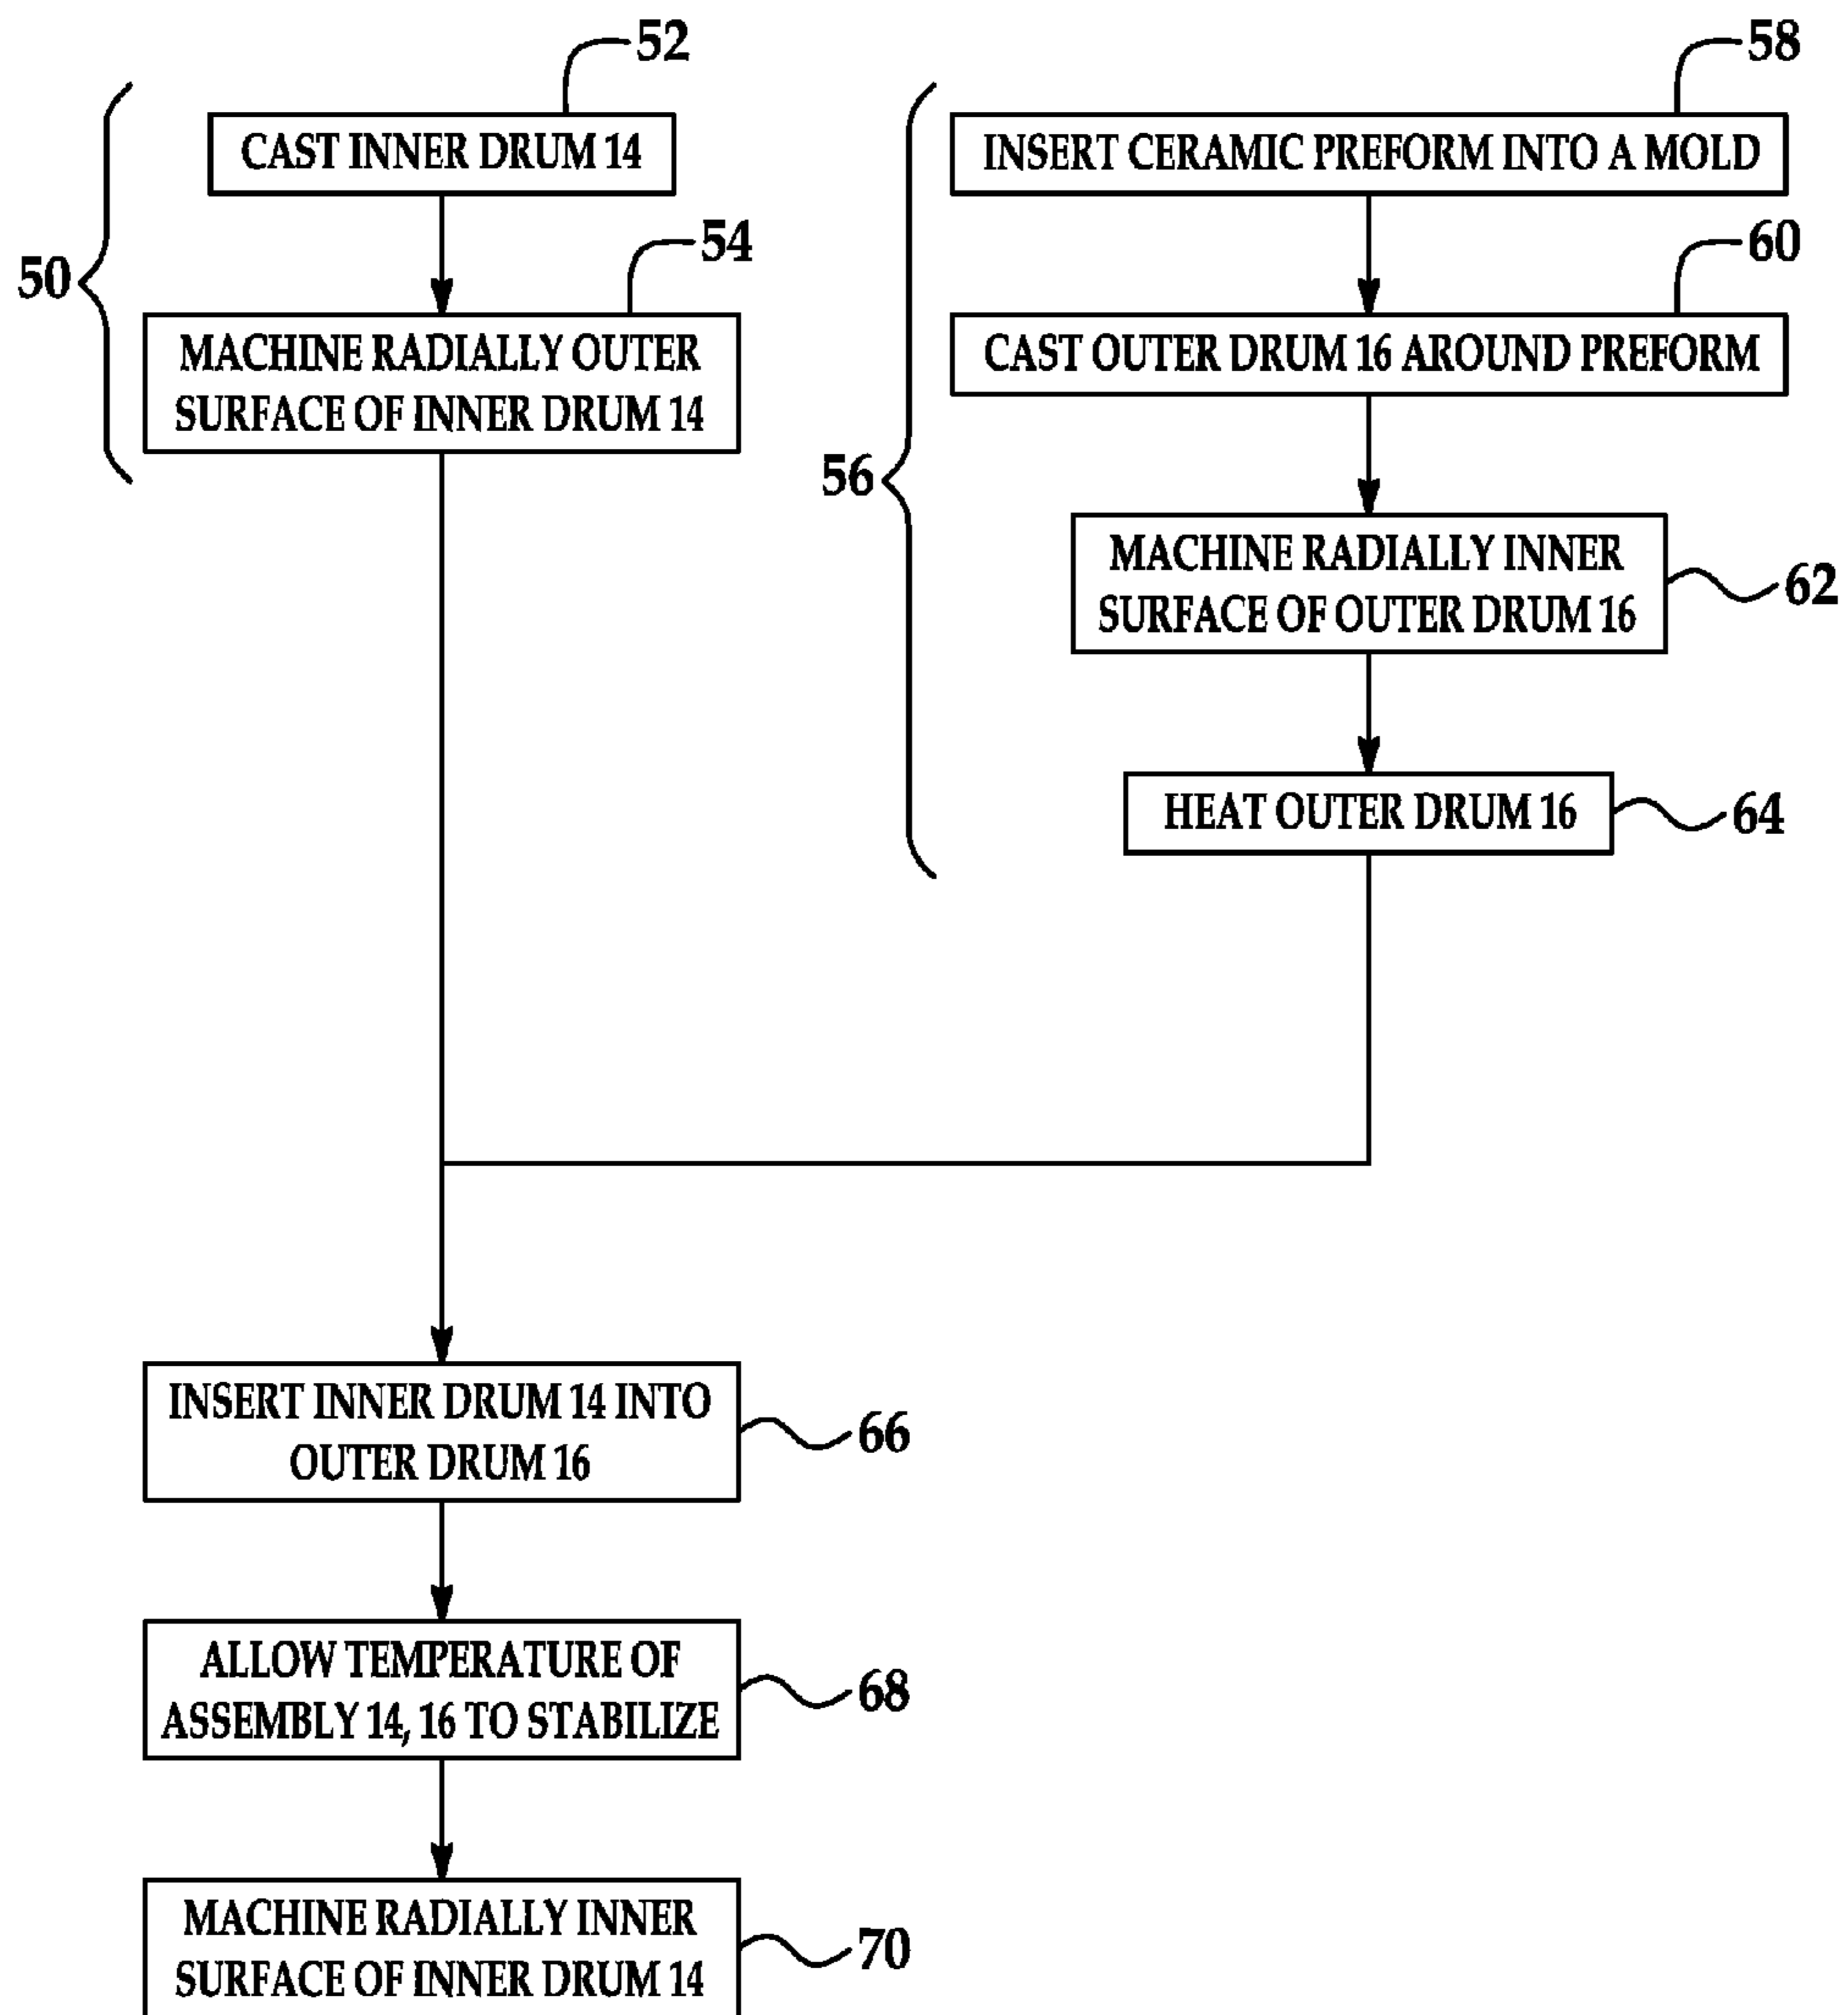 52
CAST INNER DRUM 14
50
54
MACHINE RADIALLY OUTER
SURFACE OF INNER DRUM 14
58
INSERT CERAMIC PREFORM INTO A MOLD
60
CAST OUTER DRUM 16 AROUND PREFORM
56
MACHINE RADIALLY INNER
SURFACE OF OUTER DRUM 16
62
HEAT OUTER DRUM 16
64
INSERT INNER DRUM 14 INTO
OUTER DRUM 16
66
ALLOW TEMPERATURE OF
ASSEMBLY 14, 16 TO STABILIZE
68
MACHINE RADIALLY INNER
SURFACE OF INNER DRUM 14
70